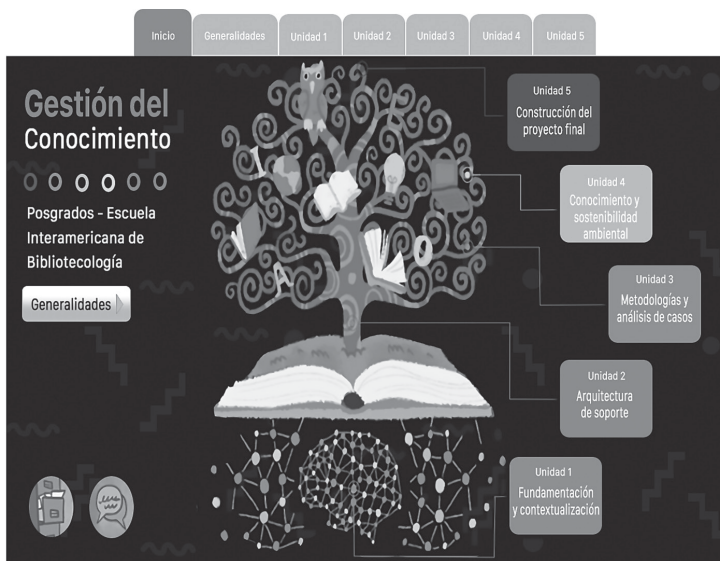 Inicio
Generalidades
Unidad 1
Unidad 2
Unidad 3
Unidad 4
Unidad 5
Gestión del
Conocimiento
Posgrados - Escuela
Interamericana de
Bibliotecología
Generalidades
Unidad 5
Construcción del
proyecto final
Unidad 4
Conocimiento y
sostenibilidad
ambiental
Unidad 3
Metodologías y
análisis de casos
Unidad 2
Arquitectura
de soporte
Unidad 1
Fundamentación
y contextualización